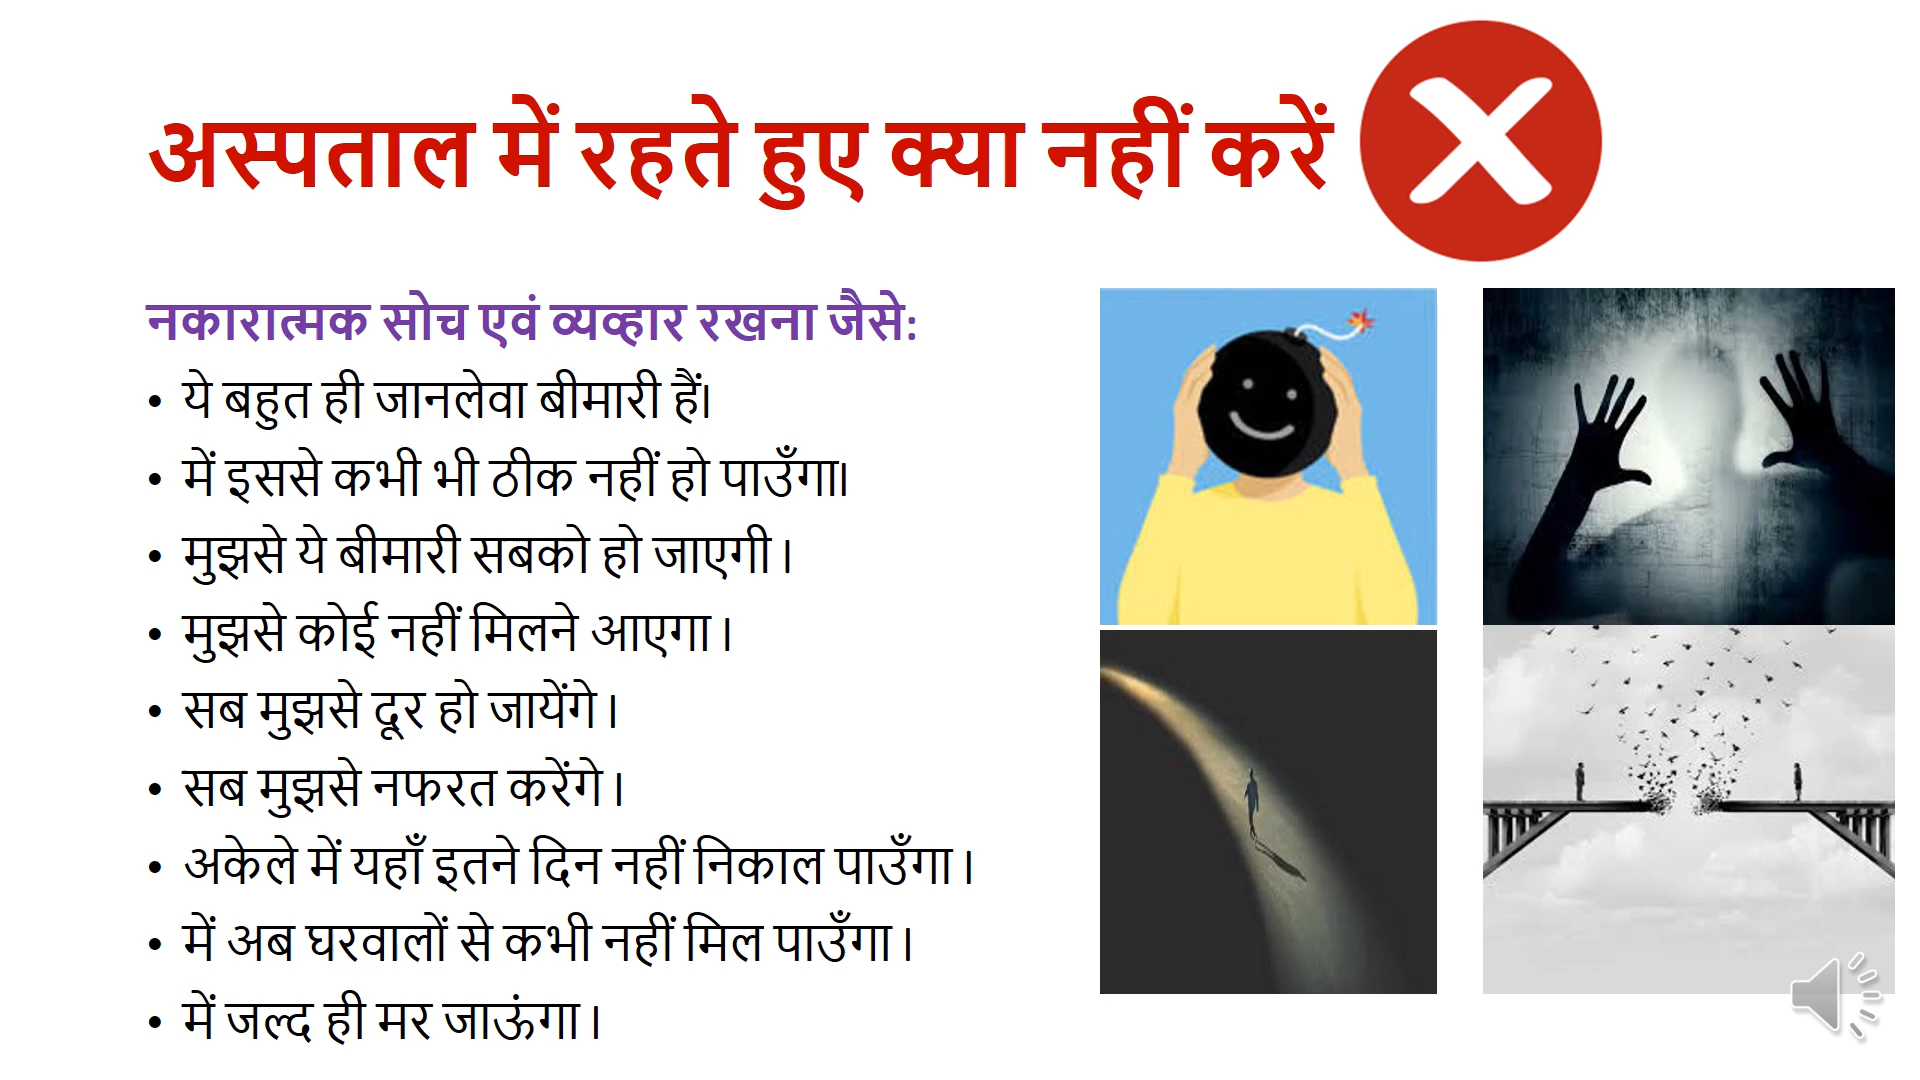 अस्पताल में रहते हुए क्या नहीं करें
नकारात्मक सोच एवं व्यव्हार रखना जैसे:
• ये बहुत ही जानलेवा बीमारी हैं।
• में इससे कभी भी ठीक नहीं हो पाउँगा।
• मुझसे ये बीमारी सबको हो जाएगी ।
• मुझसे कोई नहीं मिलने आएगा ।
• सब मुझसे दूर हो जायेंगे ।
• सब मुझसे नफरत करेंगे ।
• अकेले में यहाँ इतने दिन नहीं निकाल पाउँगा ।
• में अब घरवालों से कभी नहीं मिल पाउँगा ।
• में जल्द ही मर जाऊंगा ।